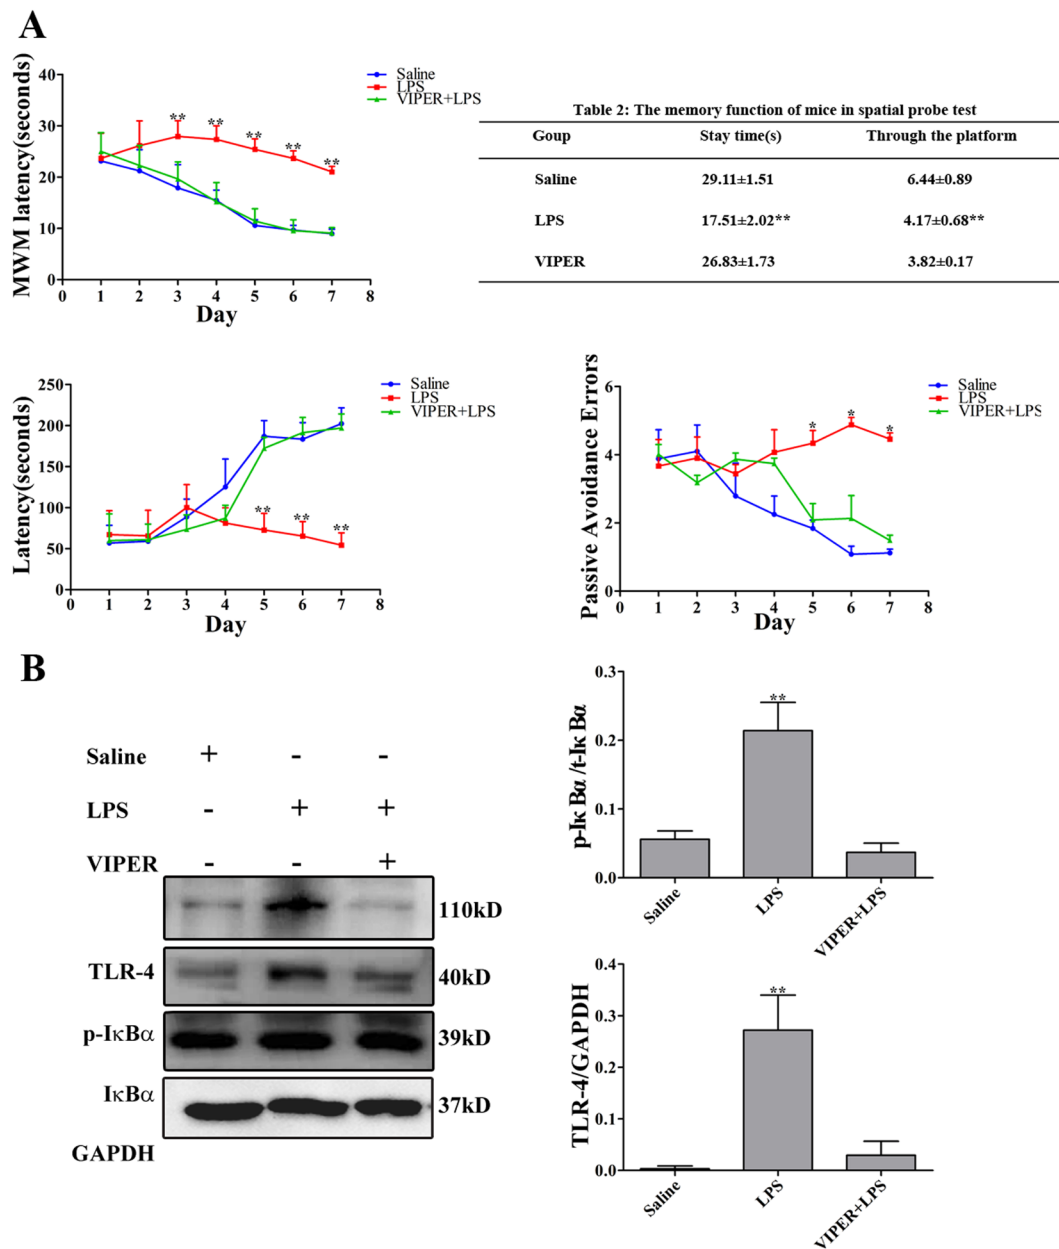 A
MWM latency(seconds)
40
30
20
10
0
0 1 2 3 4 5 6 7 8
Day
** ** ** ** **
Saline
LPS
VIPER+LPS
Table 2: The memory function of mice in spatial probe test
Goup Stay time(s) Through the platform
Saline 29.11±1.51 6.44±0.89
LPS 17.51±2.02** 4.17±0.68**
VIPER 26.83±1.73 3.82±0.17
Latency(seconds)
250
200
150
100
50
0
0 1 2 3 4 5 6 7 8
Day
** ** **
Saline
LPS
VIPER+LPS
Passive Avoidance Errors
6
4
2
0
0 1 2 3 4 5 6 7 8
Day
* * *
Saline
LPS
VIPER+LPS
B
Saline + - -
LPS - + +
VIPER - - +
110kD
TLR-4 40kD
p-IκBα 39kD
IκBα 37kD
GAPDH
p-Iκ Bα /t-Iκ Bα
0.3
0.2
0.1
0.0
**
Saline LPS VIPER+LPS
TLR-4/GAPDH
0.4
0.3
0.2
0.1
0.0
**
Saline LPS VIPER+LPS